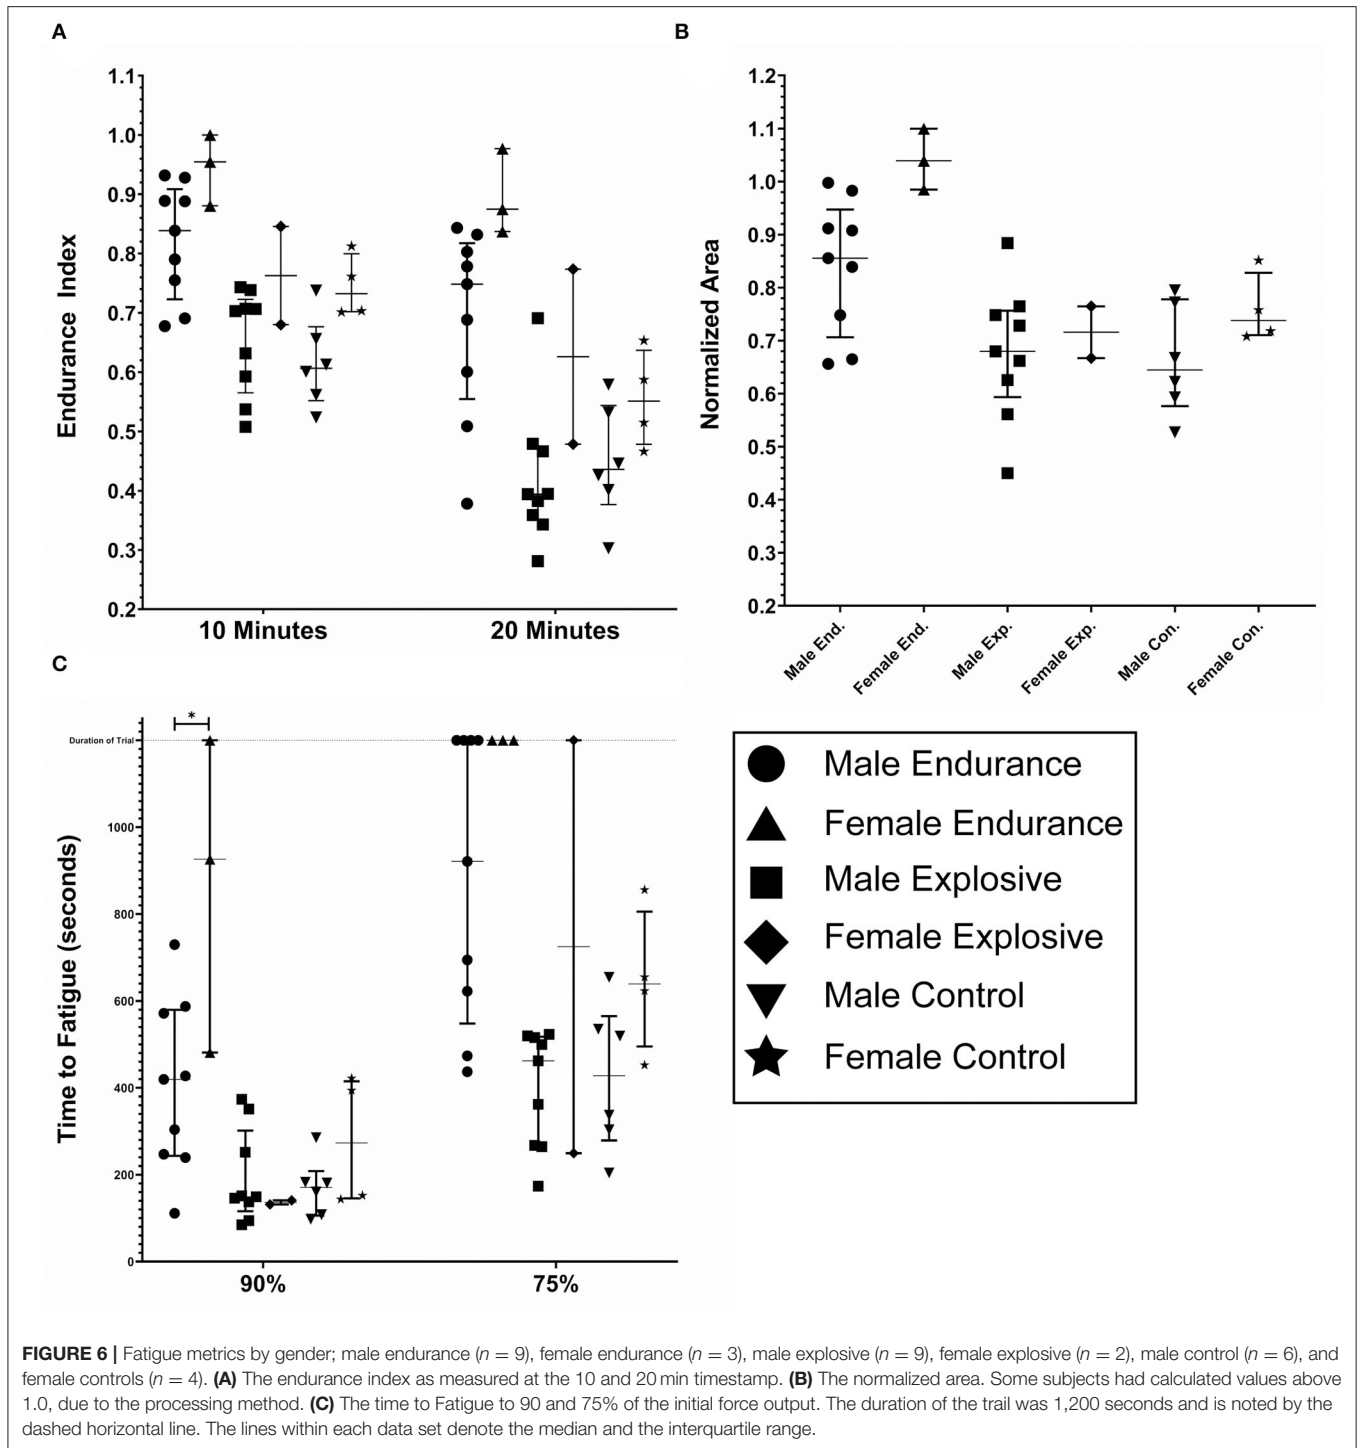 A
1.1
1.0
0.9
0.8
0.7
0.6
0.5
0.4
0.3
0.2
Endurance Index
10 Minutes
20 Minutes
B
1.2
1.1
1.0
0.9
0.8
0.7
0.6
0.5
0.4
0.3
0.2
Normalized Area
Male End.
Female End.
Male Exp.
Female Exp.
Male Con.
Female Con.
C
*
Duration of Trial
1000
800
600
400
200
0
Time to Fatigue (seconds)
90%
75%
Male Endurance
Female Endurance
Male Explosive
Female Explosive
Male Control
Female Control
FIGURE 6 | Fatigue metrics by gender; male endurance (n = 9), female endurance (n = 3), male explosive (n = 9), female explosive (n = 2), male control (n = 6), and
female controls (n = 4). (A) The endurance index as measured at the 10 and 20 min timestamp. (B) The normalized area. Some subjects had calculated values above
1.0, due to the processing method. (C) The time to Fatigue to 90 and 75% of the initial force output. The duration of the trail was 1,200 seconds and is noted by the
dashed horizontal line. The lines within each data set denote the median and the interquartile range.